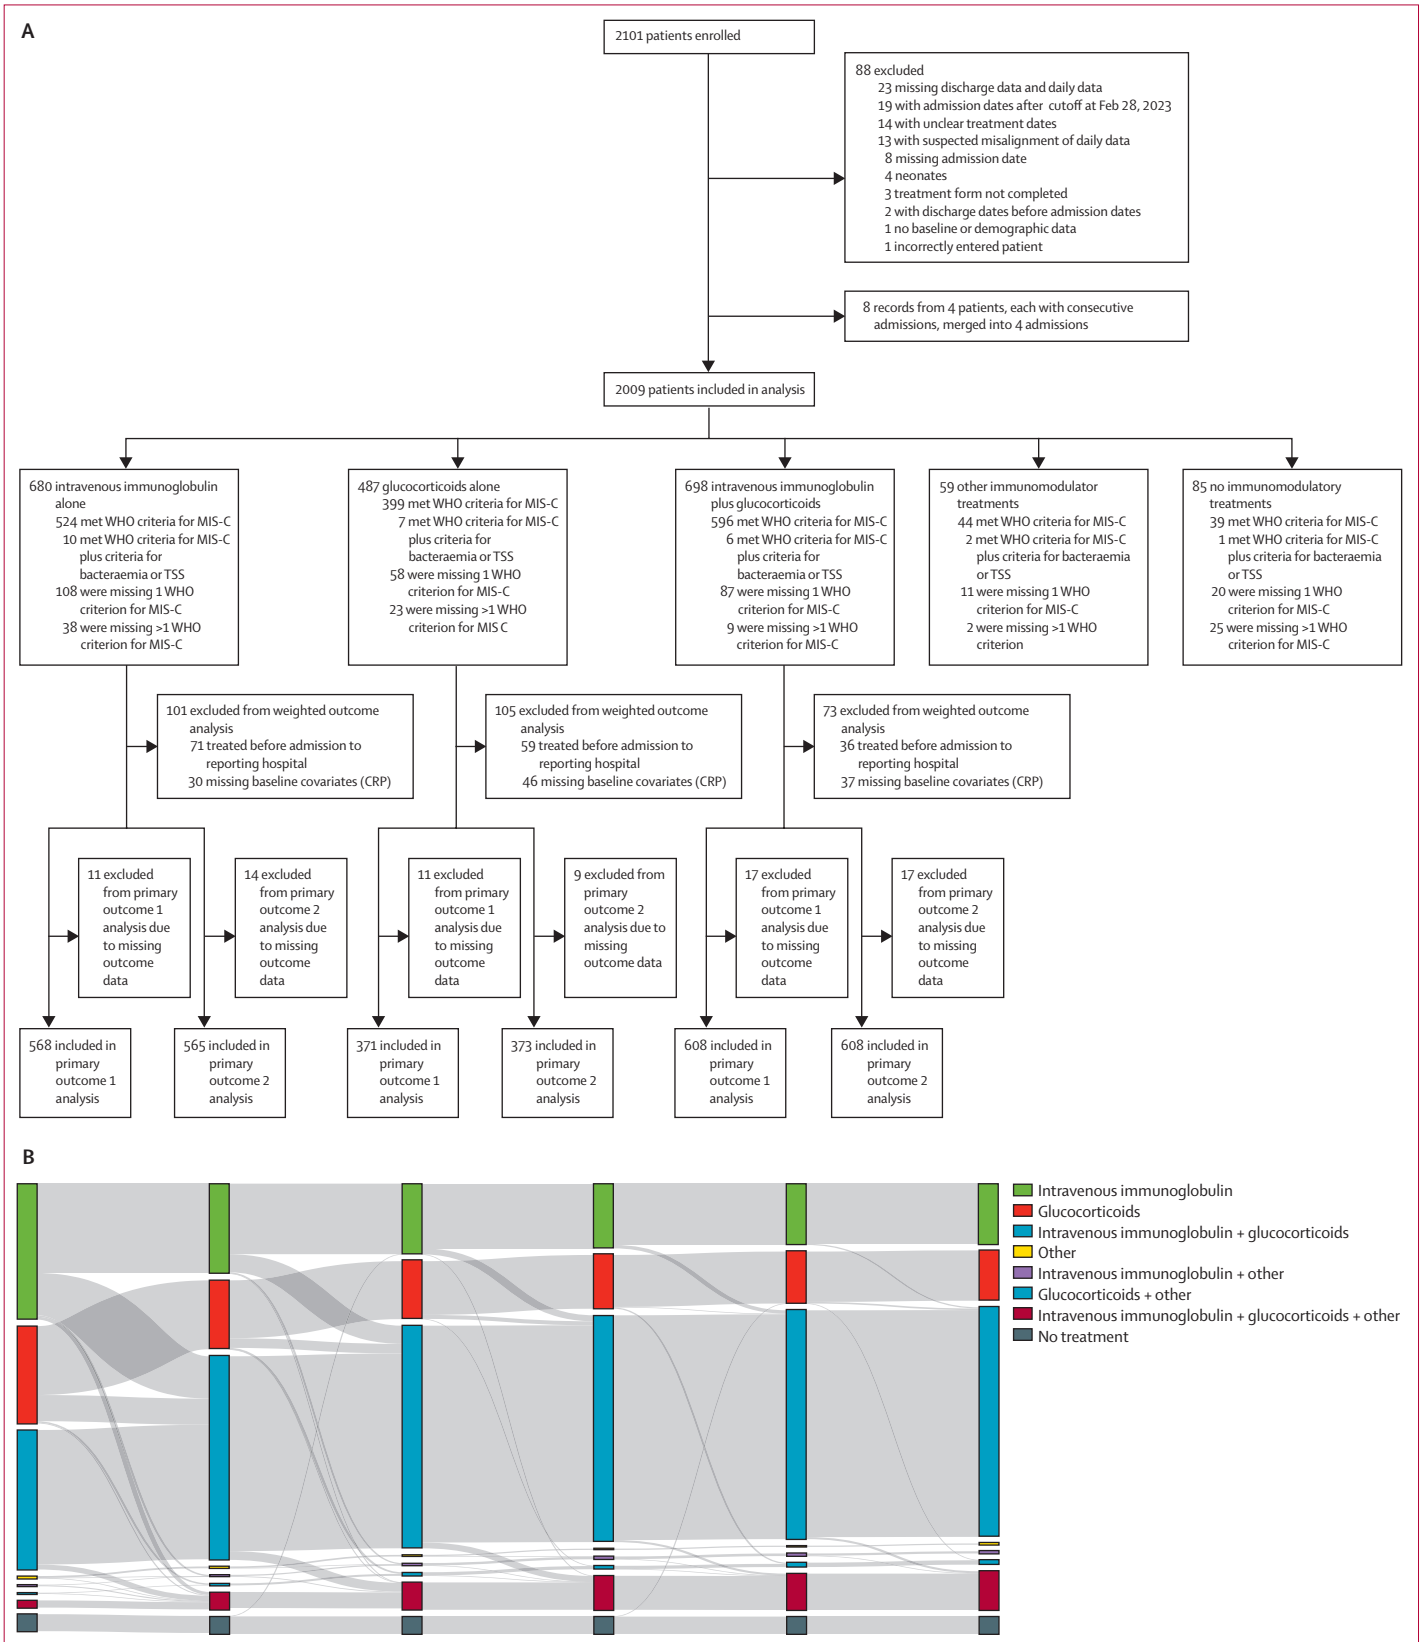 A
2101 patients enrolled
88 excluded
23 missing discharge data and daily data
19 with admission dates after cutoff at Feb 28, 2023
14 with unclear treatment dates
13 with suspected misalignment of daily data
8 missing admission date
4 neonates
3 treatment form not completed
2 with discharge dates before admission dates
1 no baseline or demographic data
1 incorrectly entered patient
8 records from 4 patients, each with consecutive
admissions, merged into 4 admissions
2009 patients included in analysis
680 intravenous immunoglobulin
alone
524 met WHO criteria for MIS-C
10 met WHO criteria for MIS-C
plus criteria for
bacteraemia or TSS
108 were missing 1 WHO
criterion for MIS-C
38 were missing >1 WHO
criterion for MIS-C
487 glucocorticoids alone
399 met WHO criteria for MIS-C
7 met WHO criteria for MIS-C
plus criteria for
bacteraemia or TSS
58 were missing 1 WHO
criterion for MIS-C
23 were missing >1 WHO
criterion for MIS C
698 intravenous immunoglobulin
plus glucocorticoids
596 met WHO criteria for MIS-C
6 met WHO criteria for MIS-C
plus criteria for
bacteraemia or TSS
87 were missing 1 WHO
criterion for MIS-C
9 were missing >1 WHO
criterion for MIS-C
59 other immunomodulator
treatments
44 met WHO criteria for MIS-C
2 met WHO criteria for MIS-C
plus criteria for bacteraemia
or TSS
11 were missing 1 WHO
criterion for MIS-C
2 were missing >1 WHO
criterion
85 no immunomodulatory
treatments
39 met WHO criteria for MIS-C
1 met WHO criteria for MIS-C
plus criteria for bacteraemia
or TSS
20 were missing 1 WHO
criterion for MIS-C
25 were missing >1 WHO
criterion for MIS-C
101 excluded from weighted outcome
analysis
71 treated before admission to
reporting hospital
30 missing baseline covariates (CRP)
105 excluded from weighted outcome
analysis
59 treated before admission to
reporting hospital
46 missing baseline covariates (CRP)
73 excluded from weighted outcome
analysis
36 treated before admission to
reporting hospital
37 missing baseline covariates (CRP)
11 excluded
from primary
outcome 1
analysis due
to missing
outcome
data
14 excluded
from primary
outcome 2
analysis due
to missing
outcome
data
11 excluded
from primary
outcome 1
analysis due
to missing
outcome
data
9 excluded from
primary
outcome 2
analysis due to
missing
outcome data
17 excluded
from primary
outcome 1
analysis due
to missing
outcome
data
17 excluded
from primary
outcome 2
analysis due
to missing
outcome
data
568 included in
primary
outcome 1
analysis
565 included in
primary
outcome 2
analysis
371 included in
primary
outcome 1
analysis
373 included in
primary
outcome 2
analysis
608 included in
primary
outcome 1
analysis
608 included in
primary
outcome 2
analysis
B
Intravenous immunoglobulin
Glucocorticoids
Intravenous immunoglobulin + glucocorticoids
Other
Intravenous immunoglobulin + other
Glucocorticoids + other
Intravenous immunoglobulin + glucocorticoids + other
No treatment